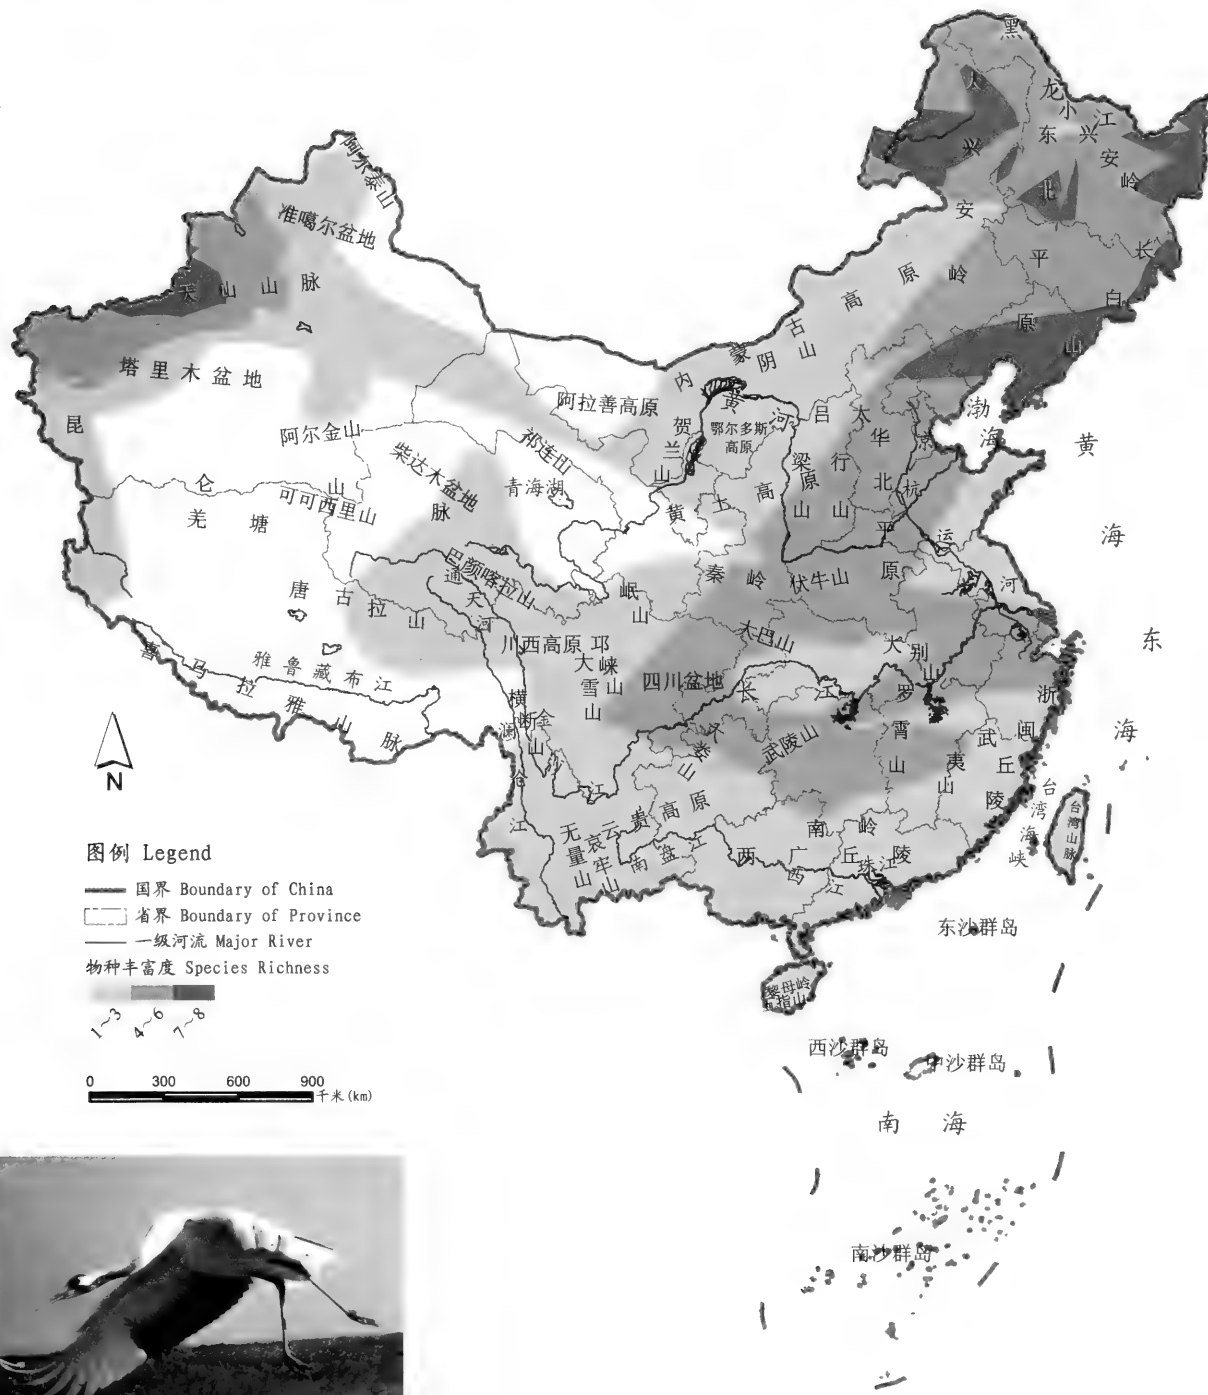 黑龙江
大兴安岭
小兴安岭
东北平原
长白山
阿尔泰山
准噶尔盆地
天山山脉
塔里木盆地
内蒙古高原
阴山
阿拉善高原
贺兰山
黄河
鄂尔多斯
高原
吕梁山
太行山
华北平原
京杭运河
渤海
黄海
昆仑山脉
阿尔金山
祁连山
柴达木盆地
青海湖
可可西里山
羌塘
黄土高原
巴颜喀拉山
通天河
唐古拉山
秦岭
伏牛山
岷山
大巴山
川西高原
邛崃山
大雪山
四川盆地
大别山
长江
东海
喜马拉雅山脉
雅鲁藏布江
横断山
澜沧江
金江
武陵山
罗霄山
武夷山
浙闽丘陵
台湾海峡
台湾山脉
无量山
哀牢山
云贵高原
南盘江
南岭
两广丘陵
西江
珠江
东沙群岛
黎母岭
五指山
西沙群岛
中沙群岛
南海
南沙群岛
N
图例 Legend
国界 Boundary of China
省界 Boundary of Province
一级河流 Major River
物种丰富度 Species Richness
1～3 4～6 7～8
0 300 600 900
千米(km)